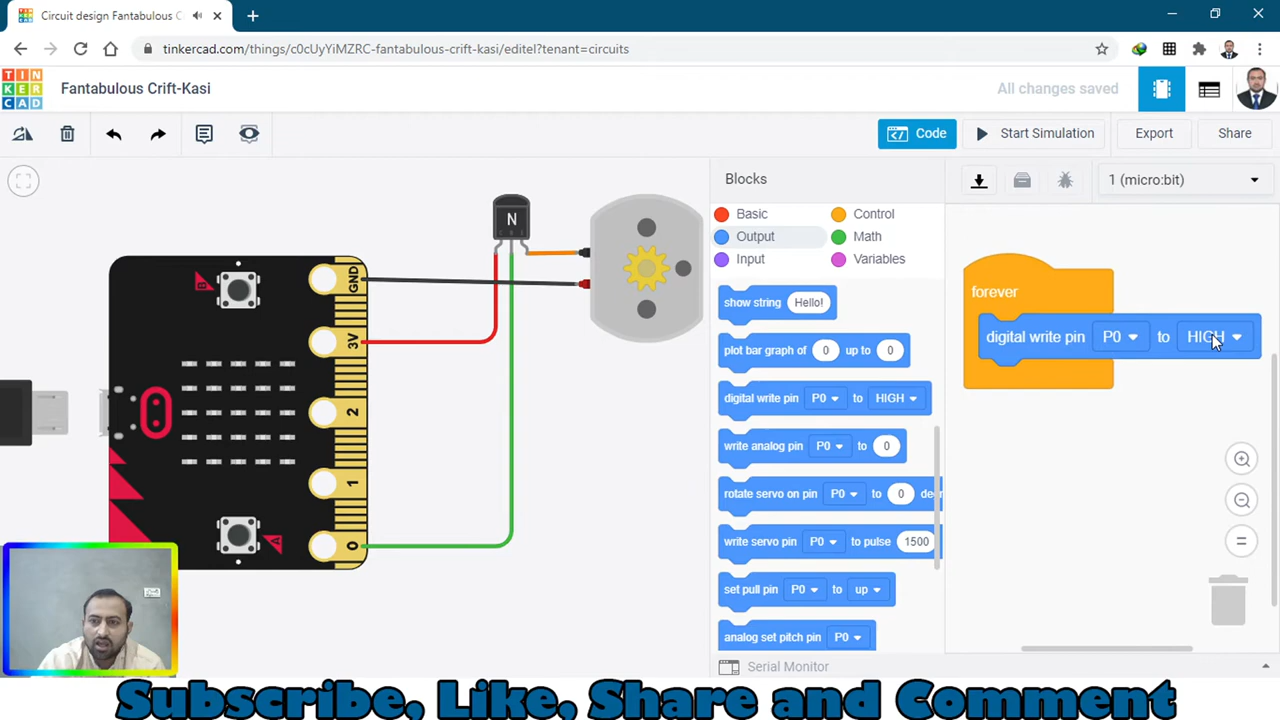 Circuit design Fantabulous C
tinkercad.com/things/c0cUyYiMZRC-fantabulous-crift-kasi/editel?tenant=circuits
TIN
KER
CAD
Fantabulous Crift-Kasi
All changes saved
Code
Start Simulation
Export
Share
Blocks
1 (micro:bit)
Basic
Control
Output
Math
Input
Variables
N
B
GND
3V
2
1
0
A
show string Hello!
plot bar graph of 0 up to 0
digital write pin P0 to HIGH
write analog pin P0 to 0
rotate servo on pin P0 to 0 de
write servo pin P0 to pulse 1500
set pull pin P0 to up
analog set pitch pin P0
forever
digital write pin P0 to HIGH
Serial Monitor
Subscribe, Like, Share and Comment